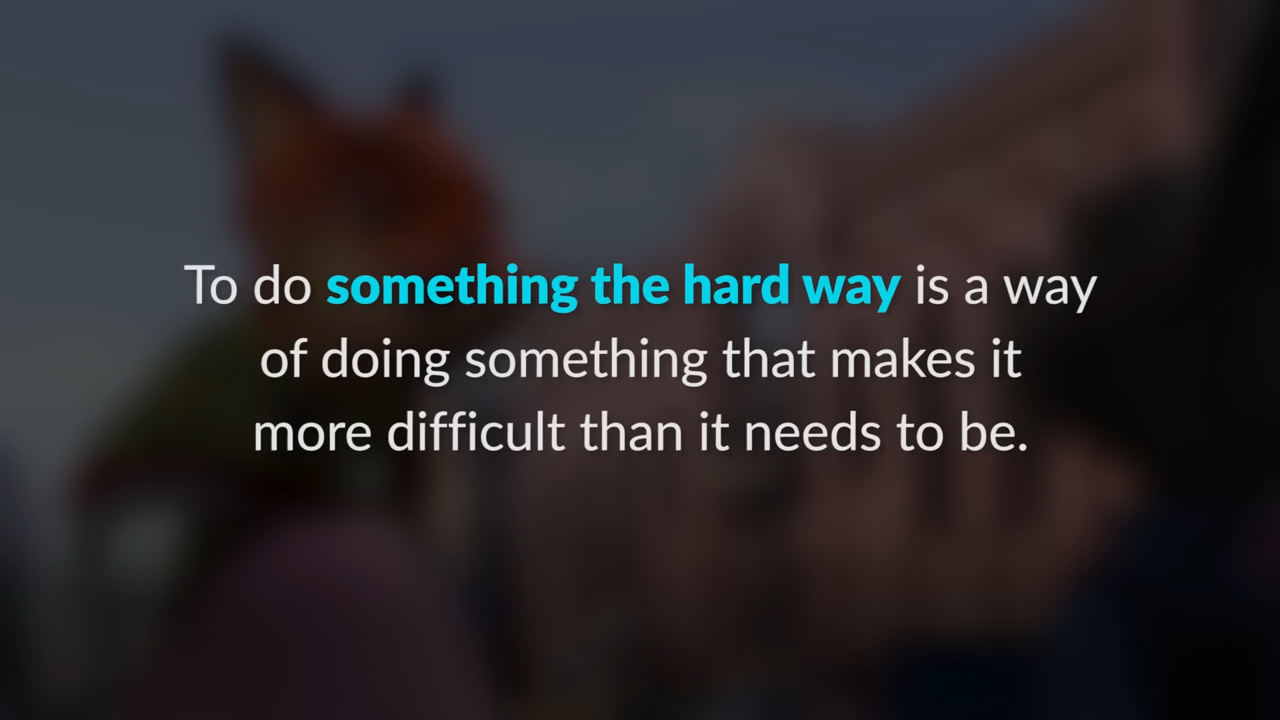 To do something the hard way is a way
of doing something that makes it
more difficult than it needs to be.